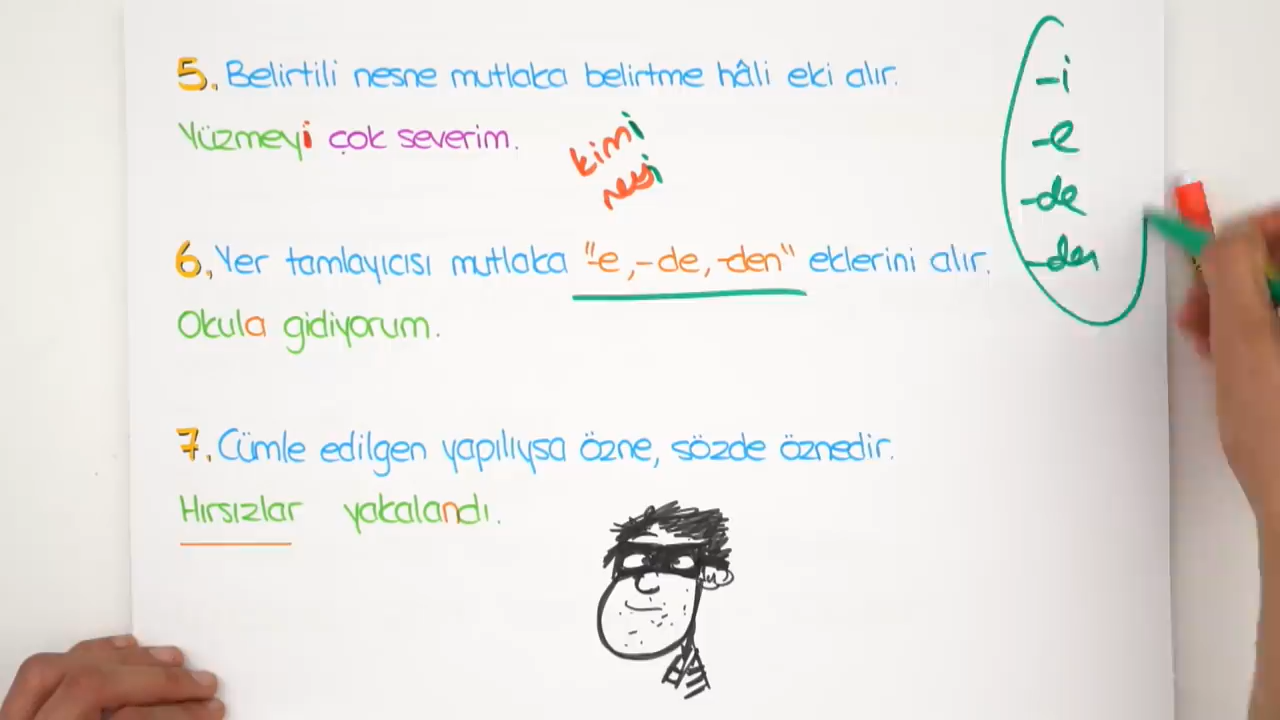 5. Belirtili nesne mutlaka belirtme hâli eki alır.
Yüzmeyi çok severim.
kimi
neyi
6. Yer tamlayıcısı mutlaka "-e, -de, -den" eklerini alır.
Okula gidiyorum.
7. Cümle edilgen yapılıysa özne, sözde öznedir.
Hırsızlar yakalandı.
-i
-e
-de
-den